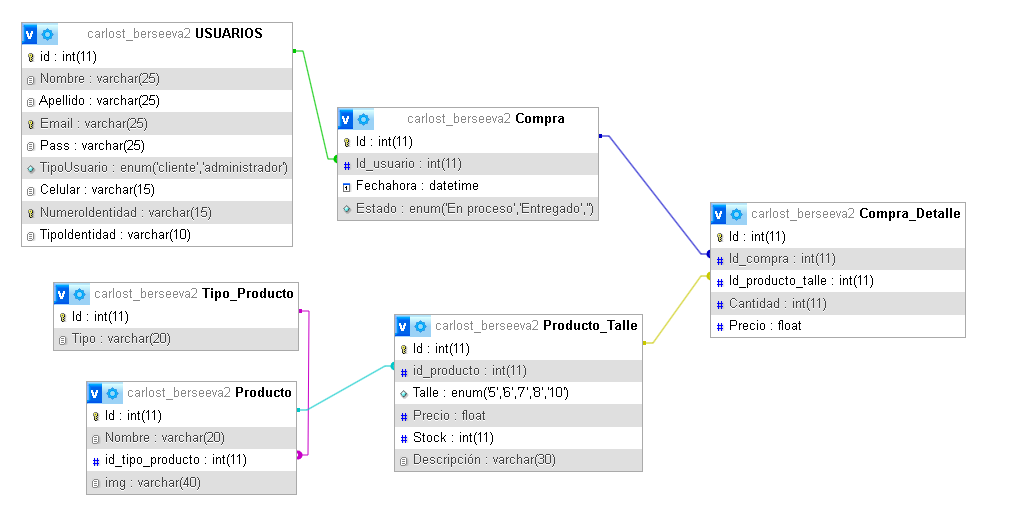 carlost_berseeva2 USUARIOS
id : int(11)
Nombre : varchar(25)
Apellido : varchar(25)
Email : varchar(25)
Pass : varchar(25)
TipoUsuario : enum('cliente','administrador')
Celular : varchar(15)
NumeroIdentidad : varchar(15)
TipoIdentidad : varchar(10)
carlost_berseeva2 Compra
Id : int(11)
Id_usuario : int(11)
Fechahora : datetime
Estado : enum('En proceso','Entregado','')
carlost_berseeva2 Compra_Detalle
Id : int(11)
Id_compra : int(11)
Id_producto_talle : int(11)
Cantidad : int(11)
Precio : float
carlost_berseeva2 Tipo_Producto
Id : int(11)
Tipo : varchar(20)
carlost_berseeva2 Producto_Talle
Id : int(11)
id_producto : int(11)
Talle : enum('5','6','7','8','10')
Precio : float
Stock : int(11)
Descripción : varchar(30)
carlost_berseeva2 Producto
Id : int(11)
Nombre : varchar(20)
id_tipo_producto : int(11)
img : varchar(40)